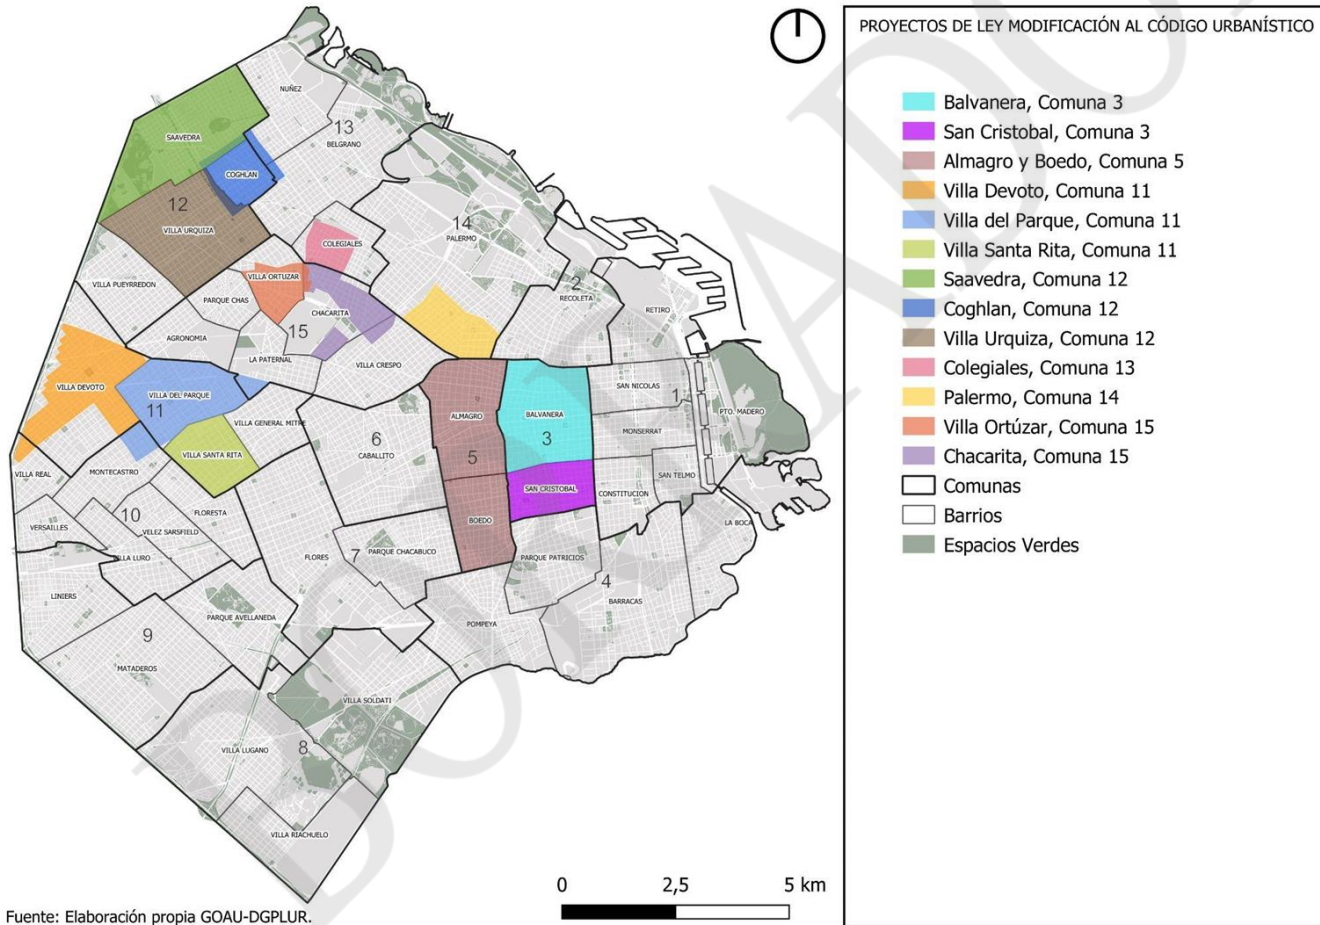 PROYECTOS DE LEY MODIFICACIÓN AL CÓDIGO URBANÍSTICO
Balvanera, Comuna 3
San Cristobal, Comuna 3
Almagro y Boedo, Comuna 5
Villa Devoto, Comuna 11
Villa del Parque, Comuna 11
Villa Santa Rita, Comuna 11
Saavedra, Comuna 12
Coghlan, Comuna 12
Villa Urquiza, Comuna 12
Colegiales, Comuna 13
Palermo, Comuna 14
Villa Ortúzar, Comuna 15
Chacarita, Comuna 15
Comunas
Barrios
Espacios Verdes
NUÑEZ
13
BELGRANO
SAAVEDRA
COGHLAN
12
VILLA URQUIZA
14
PALERMO
COLEGIALES
VILLA PUEYRREDON
VILLA ORTUZAR
2
RECOLETA
RETIRO
PARQUE CHAS
CHACARITA
15
AGRONOMIA
LA PATERNAL
VILLA CRESPO
VILLA DEVOTO
VILLA DEL PARQUE
11
SAN NICOLAS
1
PTO. MADERO
ALMAGRO
BALVANERA
VILLA GENERAL MITRE
6
CABALLITO
5
3
MONSERRAT
VILLA SANTA RITA
VILLA REAL
MONTECASTRO
SAN TELMO
SAN CRISTOBAL
CONSTITUCION
10
FLORESTA
VERSAILLES
VELEZ SARSFIELD
BOEDO
LA BOCA
VILLA LURO
FLORES
7
PARQUE CHACABUCO
PARQUE PATRICIOS
4
BARRACAS
LINIERS
PARQUE AVELLANEDA
POMPEYA
9
MATADEROS
VILLA SOLDATI
VILLA LUGANO
8
VILLA RIACHUELO
0 2,5 5 km
Fuente: Elaboración propia GOAU-DGPLUR.
BORRADOR